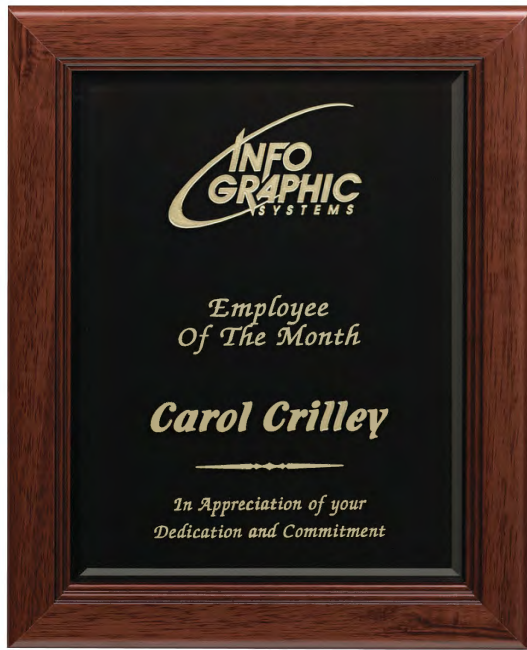 INFO
GRAPHIC
SYSTEMS
Employee
Of The Month
Carol Crilley
In Appreciation of your
Dedication and Commitment